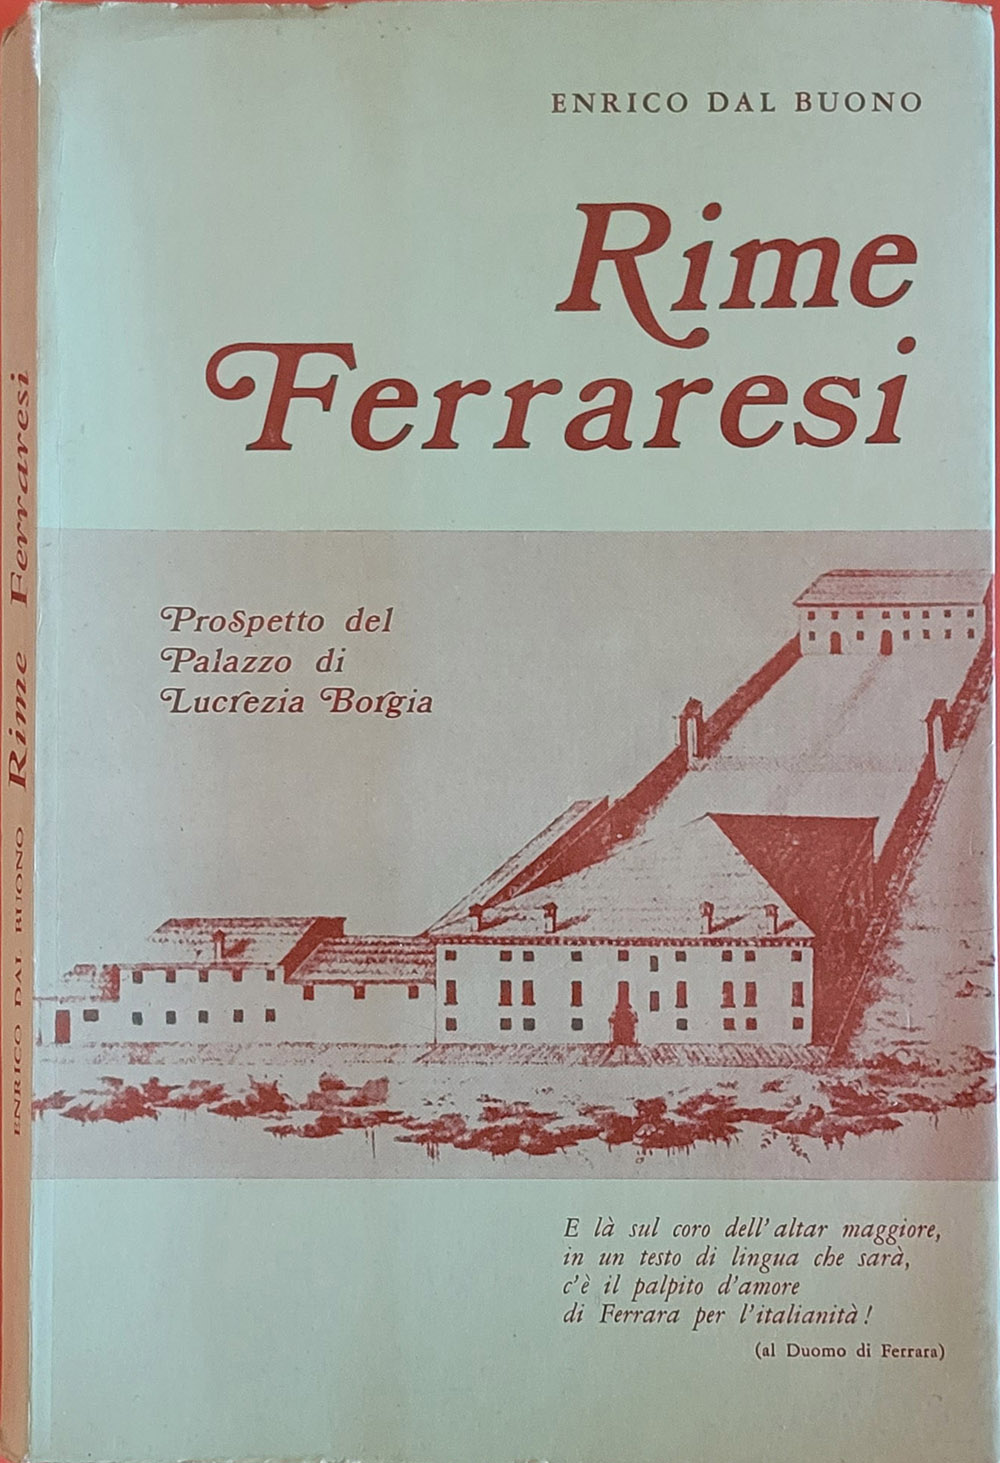 ENRICO DAL BUONO
Rime
Ferraresi
Prospetto del
Palazzo di
Lucrezia Borgia
E là sul coro dell'altar maggiore,
in un testo di lingua che sarà,
c'è il palpito d'amore
di Ferrara per l'italianità!
(al Duomo di Ferrara)
ENRICO DAL BUONO Rime Ferraresi